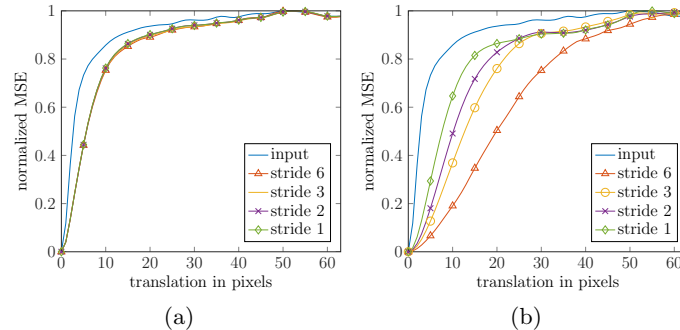 normalized MSE
1
0.8
0.6
0.4
0.2
0
0 10 20 30 40 50 60
translation in pixels
input
stride 6
stride 3
stride 2
stride 1
(a)
normalized MSE
1
0.8
0.6
0.4
0.2
0
0 10 20 30 40 50 60
translation in pixels
input
stride 6
stride 3
stride 2
stride 1
(b)